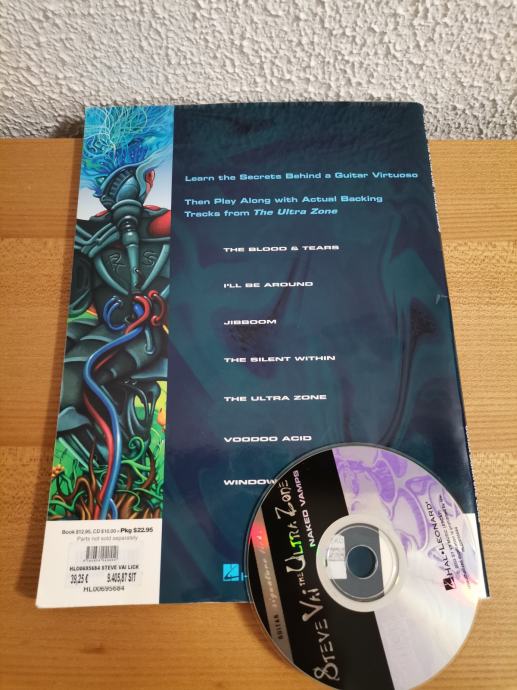 Learn the Secrets Behind a Guitar Virtuoso
Then Play Along with Actual Backing
Tracks from The Ultra Zone
THE BLOOD & TEARS
I'LL BE AROUND
JIBBOOM
THE SILENT WITHIN
THE ULTRA ZONE
VOODOO ACID
WINDOW
Book $12.95, CD $10.00 - Pkg $22.95
Parts not sold separately
HL00695684 STEVE VAI LICK
39,25 € 9.405,87 SIT
HL00695684
GUITAR
STEVE VAI THE ULTRA ZONE
NAKED VAMPS
HAL•LEONARD